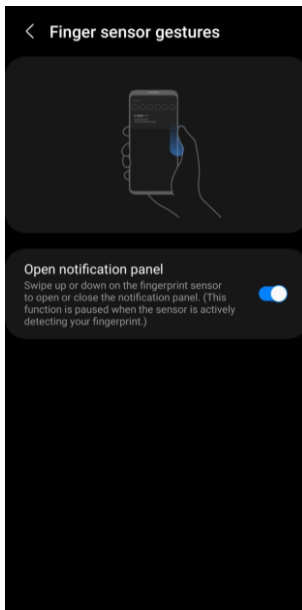 Finger sensor gestures
Open notification panel
Swipe up or down on the fingerprint sensor
to open or close the notification panel. (This
function is paused when the sensor is actively
detecting your fingerprint.)